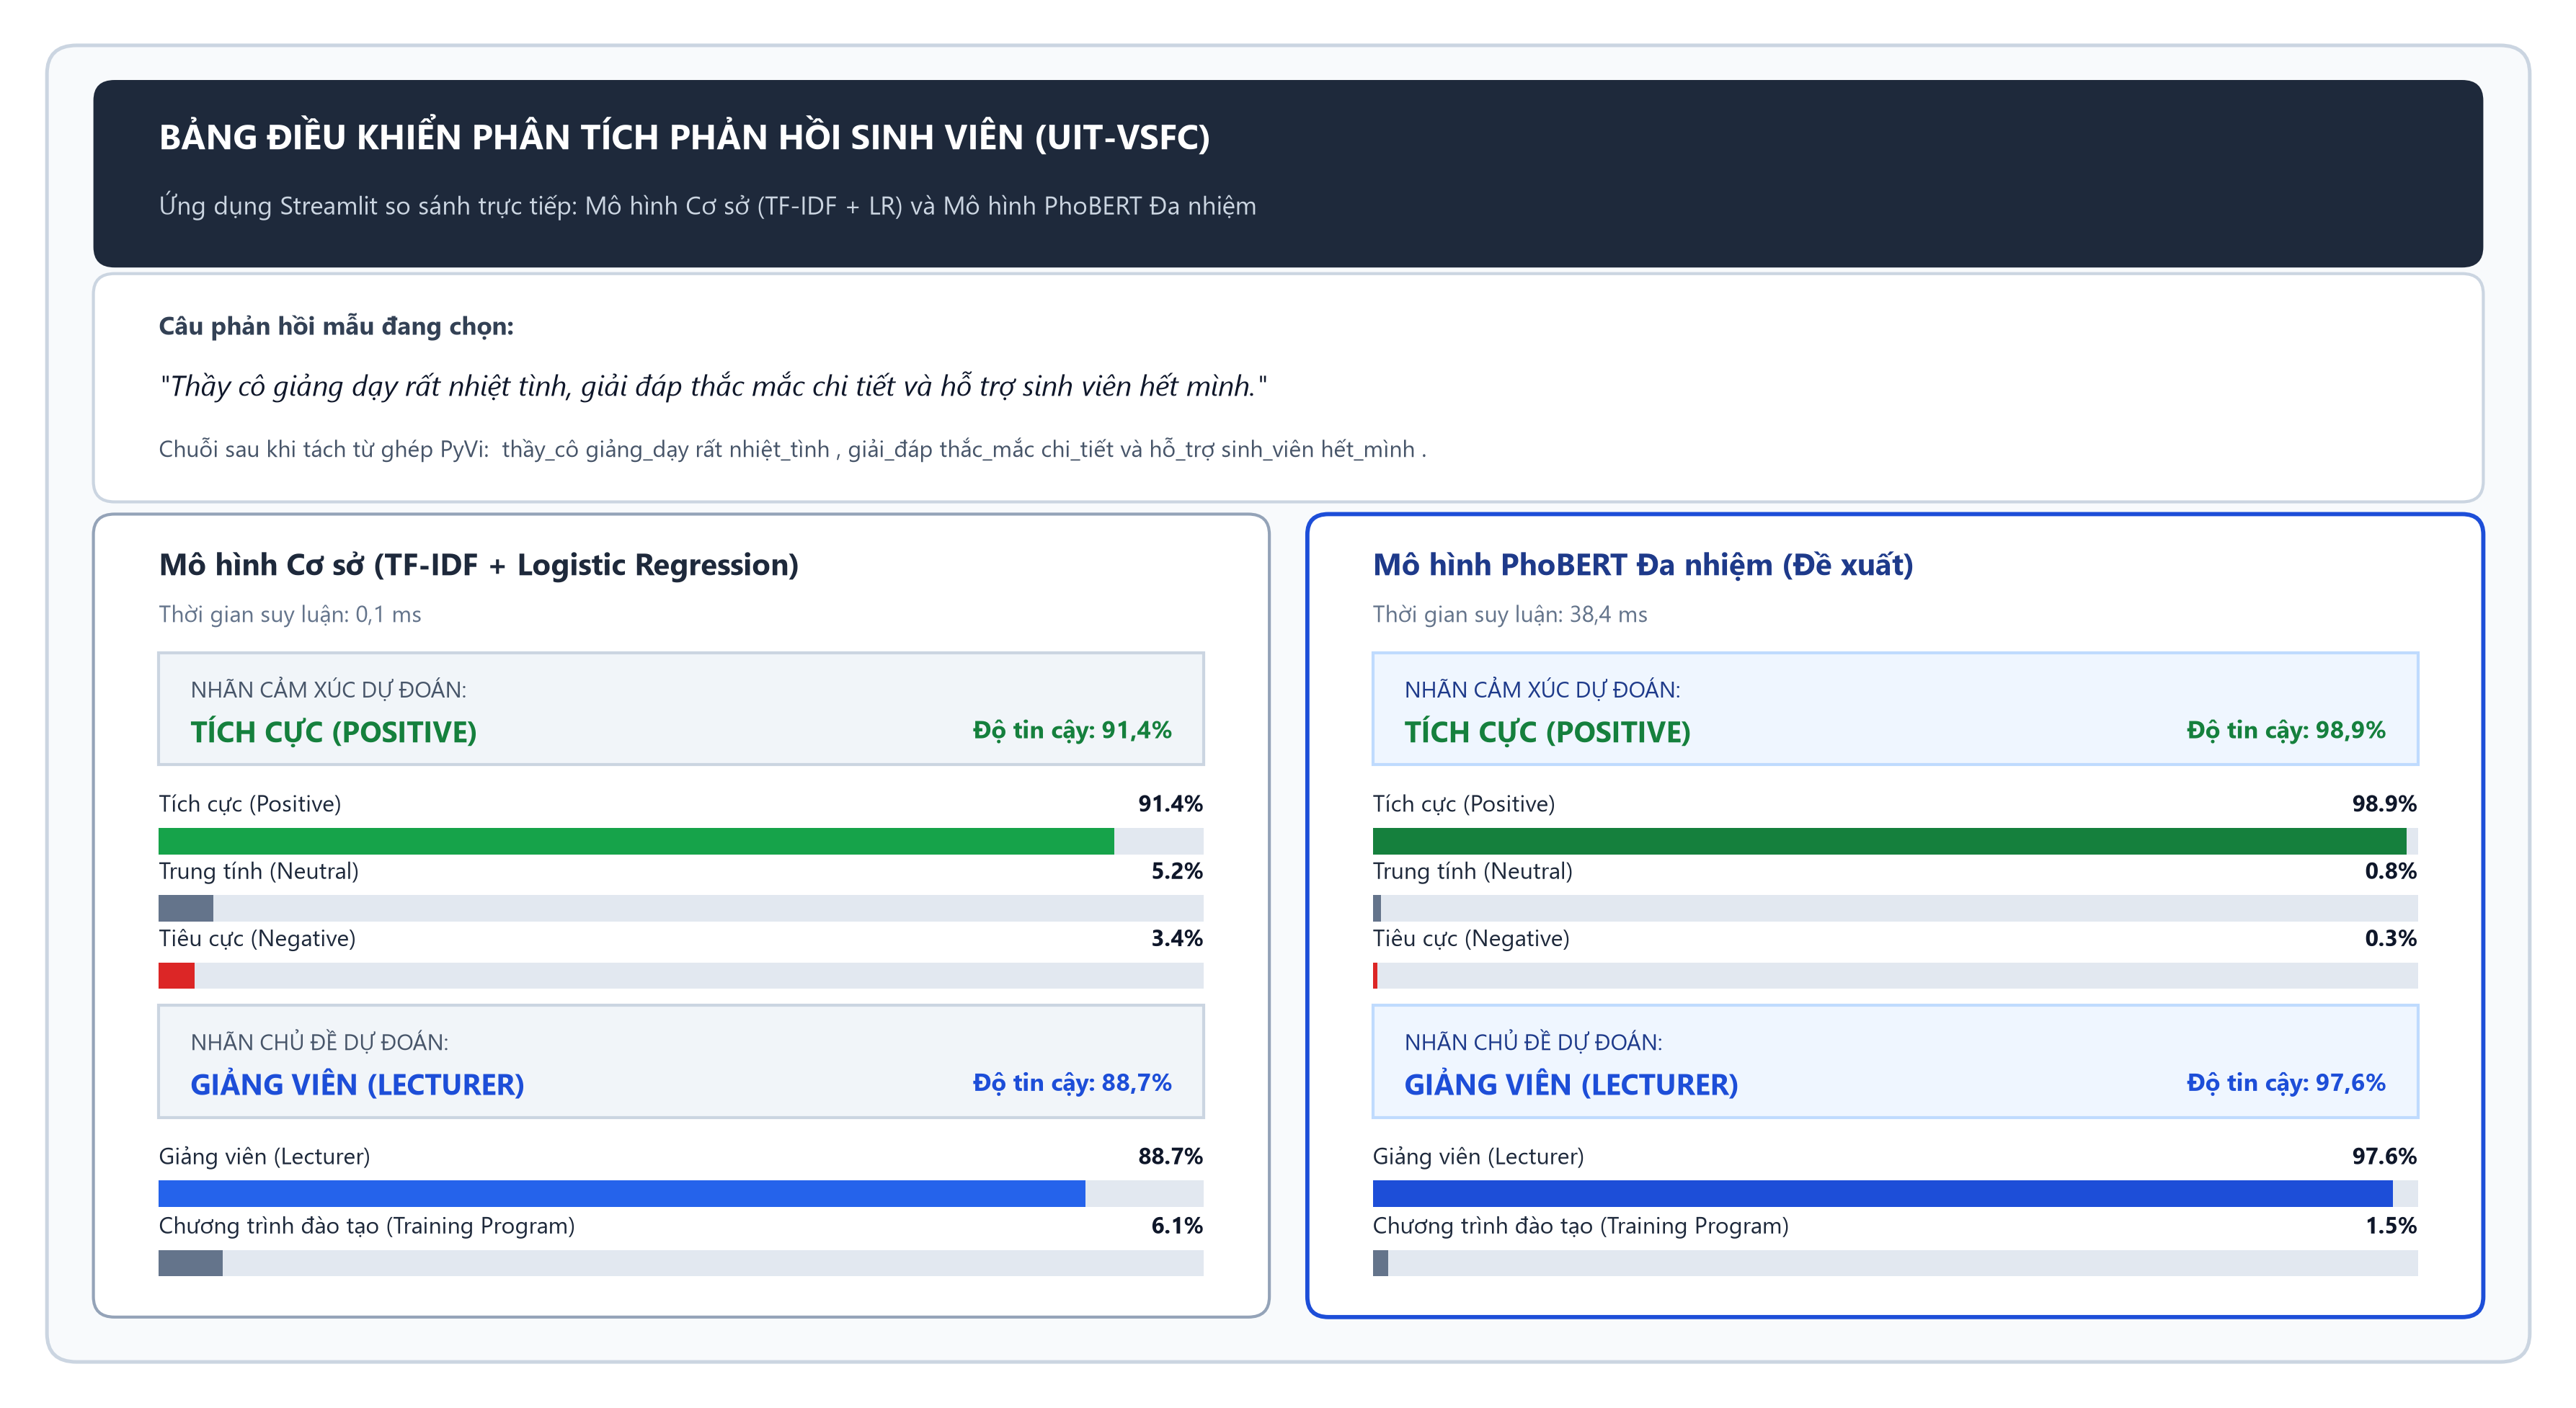 BẢNG ĐIỀU KHIỂN PHÂN TÍCH PHẢN HỒI SINH VIÊN (UIT-VSFC)
Ứng dụng Streamlit so sánh trực tiếp: Mô hình Cơ sở (TF-IDF + LR) và Mô hình PhoBERT Đa nhiệm
Câu phản hồi mẫu đang chọn:
"Thầy cô giảng dạy rất nhiệt tình, giải đáp thắc mắc chi tiết và hỗ trợ sinh viên hết mình."
Chuỗi sau khi tách từ ghép PyVi:  thầy_cô giảng_dạy rất nhiệt_tình , giải_đáp thắc_mắc chi_tiết và hỗ_trợ sinh_viên hết_mình .
Mô hình Cơ sở (TF-IDF + Logistic Regression)
Thời gian suy luận: 0,1 ms
NHÃN CẢM XÚC DỰ ĐOÁN:
TÍCH CỰC (POSITIVE) Độ tin cậy: 91,4%
Tích cực (Positive) 91.4%
Trung tính (Neutral) 5.2%
Tiêu cực (Negative) 3.4%
NHÃN CHỦ ĐỀ DỰ ĐOÁN:
GIẢNG VIÊN (LECTURER) Độ tin cậy: 88,7%
Giảng viên (Lecturer) 88.7%
Chương trình đào tạo (Training Program) 6.1%
Mô hình PhoBERT Đa nhiệm (Đề xuất)
Thời gian suy luận: 38,4 ms
NHÃN CẢM XÚC DỰ ĐOÁN:
TÍCH CỰC (POSITIVE) Độ tin cậy: 98,9%
Tích cực (Positive) 98.9%
Trung tính (Neutral) 0.8%
Tiêu cực (Negative) 0.3%
NHÃN CHỦ ĐỀ DỰ ĐOÁN:
GIẢNG VIÊN (LECTURER) Độ tin cậy: 97,6%
Giảng viên (Lecturer) 97.6%
Chương trình đào tạo (Training Program) 1.5%